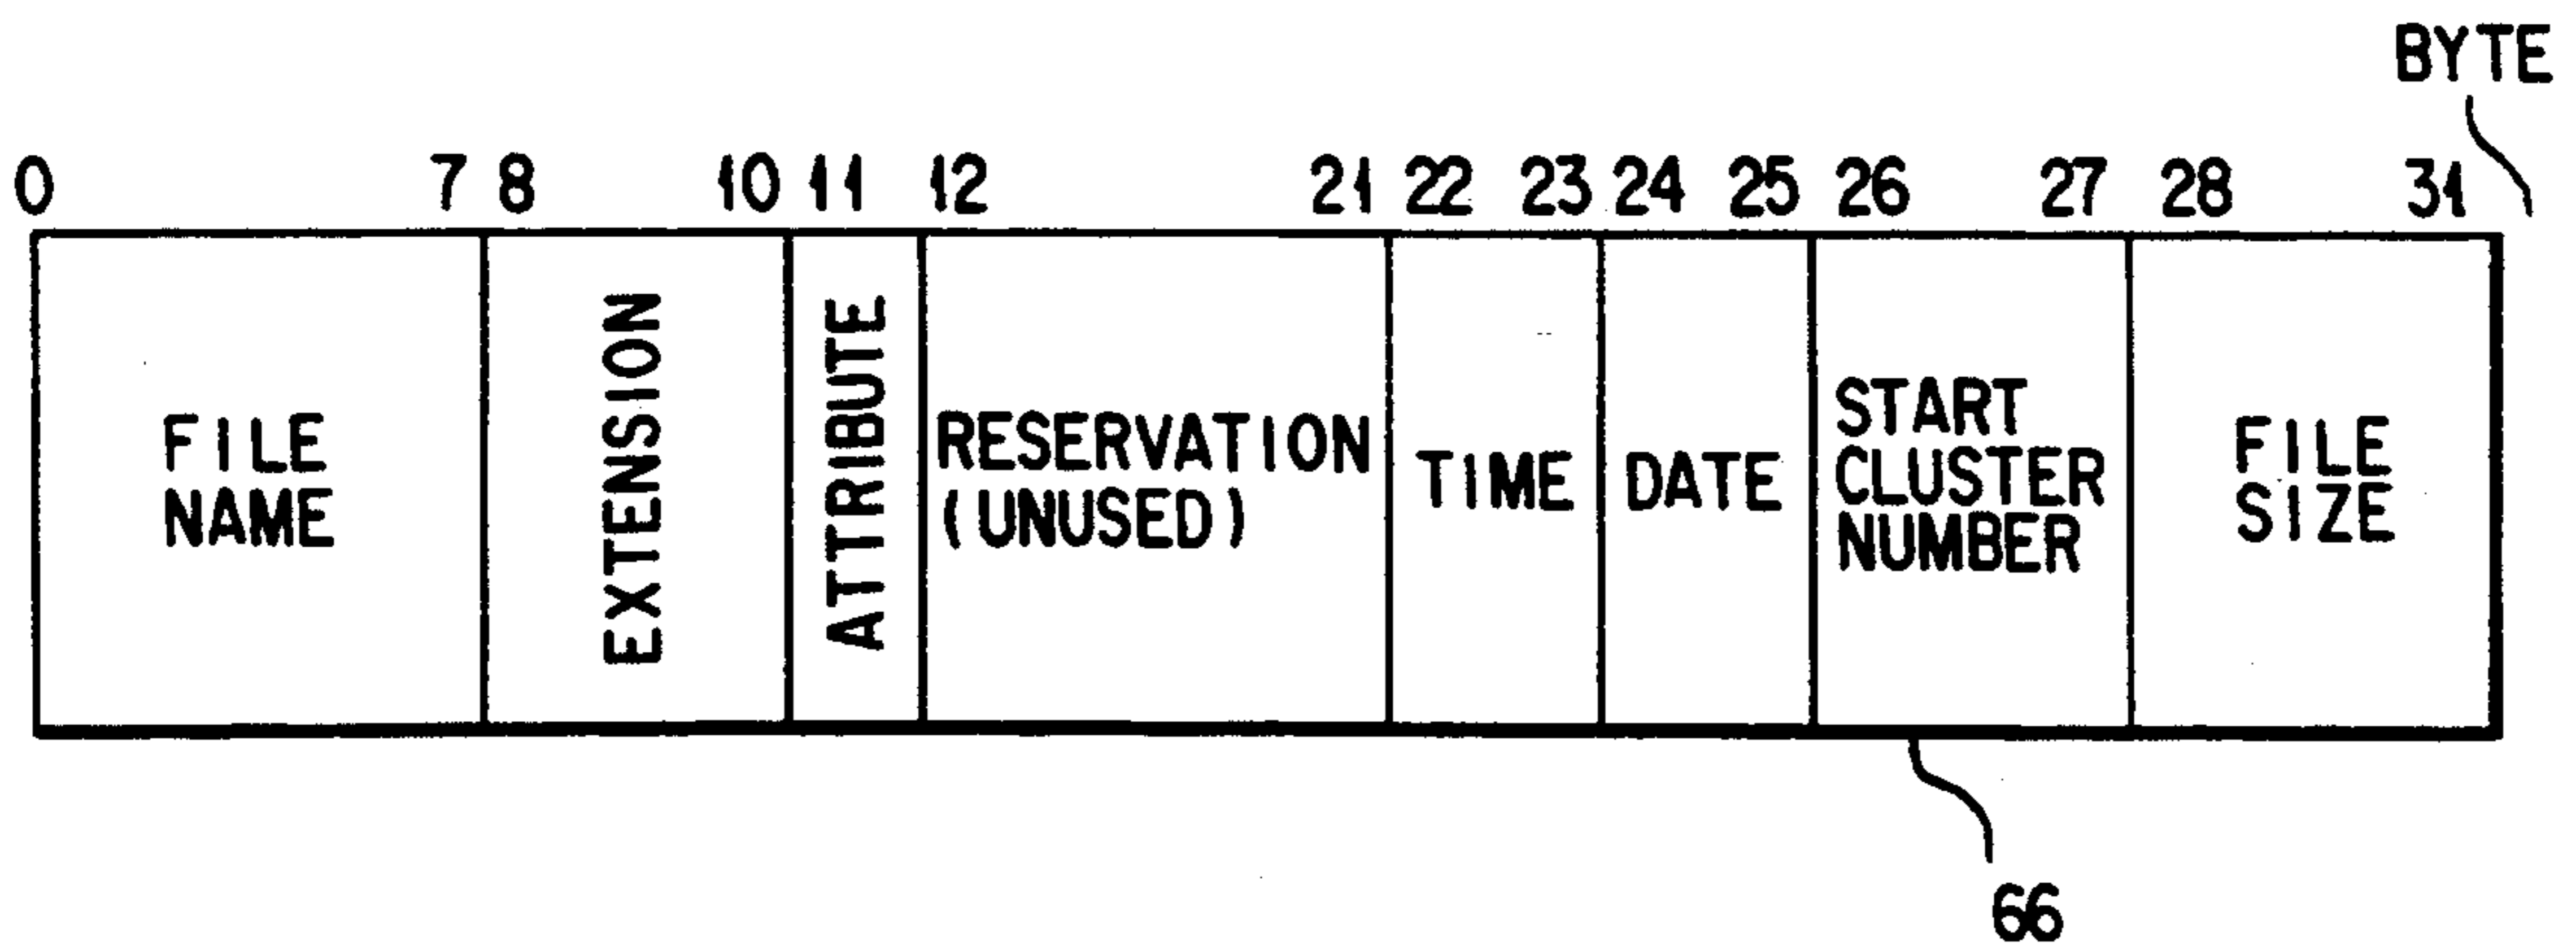 BYTE
0 7 8 10 11 12 21 22 23 24 25 26 27 28 31
FILE
NAME
EXTENSION
ATTRIBUTE
RESERVATION
(UNUSED)
TIME
DATE
START
CLUSTER
NUMBER
FILE
SIZE
66